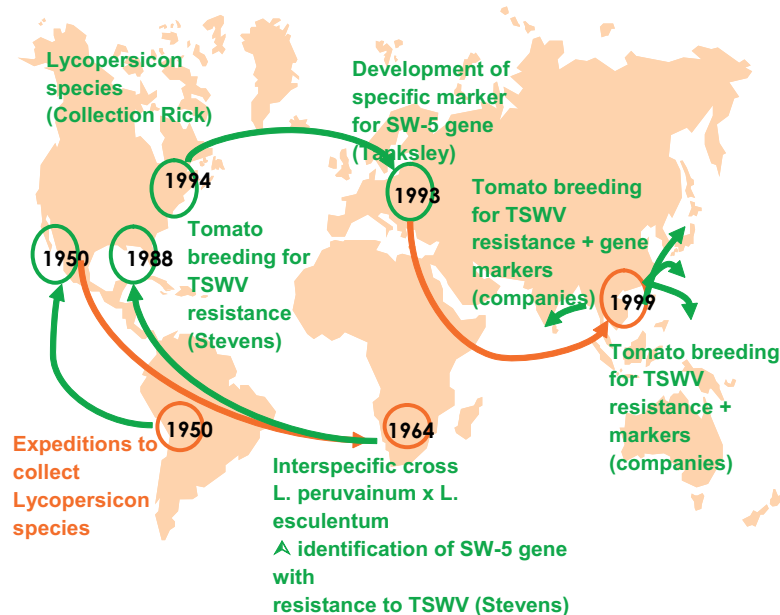 Lycopersicon
species
(Collection Rick)
Development of
specific marker
for SW-5 gene
(Tanksley)
1994
1993
Tomato breeding
for TSWV
resistance + gene
markers
(companies)
1950
1988
Tomato
breeding for
TSWV
resistance
(Stevens)
1999
Tomato breeding
for TSWV
resistance +
markers
(companies)
1950
1964
Expeditions to
collect
Lycopersicon
species
Interspecific cross
L. peruvainum x L.
esculentum
⮝ identification of SW-5 gene
with
resistance to TSWV (Stevens)